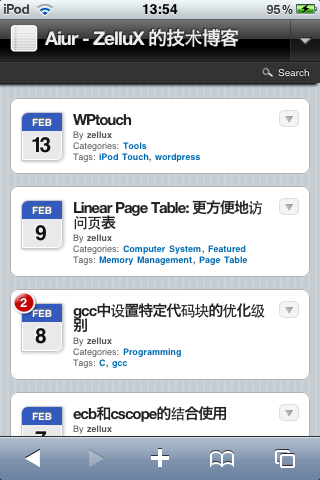 iPod 13:54 95%
Aiur - ZelluX 的技术博客
Search
FEB
13
WPtouch
By zellux
Categories: Tools
Tags: iPod Touch, wordpress
FEB
9
Linear Page Table: 更方便地访
问页表
By zellux
Categories: Computer System, Featured
Tags: Memory Management, Page Table
2
FEB
8
gcc中设置特定代码块的优化级
别
By zellux
Categories: Programming
Tags: C, gcc
FEB
7
ecb和cscope的结合使用
By zellux